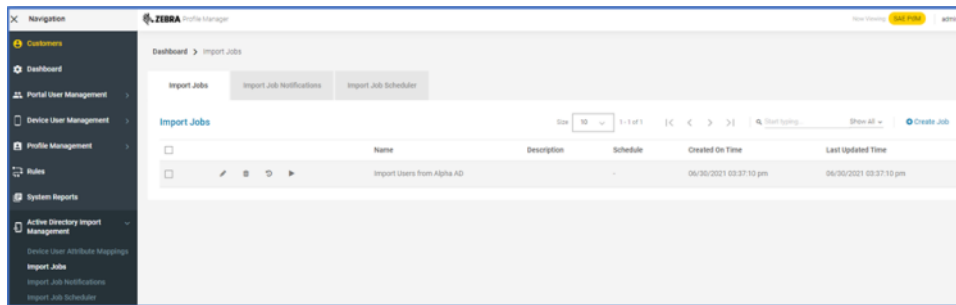 Navigation
ZEBRA Profile Manager
Now Viewing SAE PVM admi
Customers
Dashboard
Portal User Management
Device User Management
Profile Management
Rules
System Reports
Active Directory Import Management
Device User Attribute Mappings
Import Jobs
Import Job Notifications
Import Job Scheduler
Dashboard > Import Jobs
Import Jobs Import Job Notifications Import Job Scheduler
Import Jobs
Size 10 1-1 of 1 |< < > >| Start typing... Show All Create Job
Name Description Schedule Created On Time Last Updated Time
Import Users from Alpha AD - 06/30/2021 03:37:10 pm 06/30/2021 03:37:10 pm